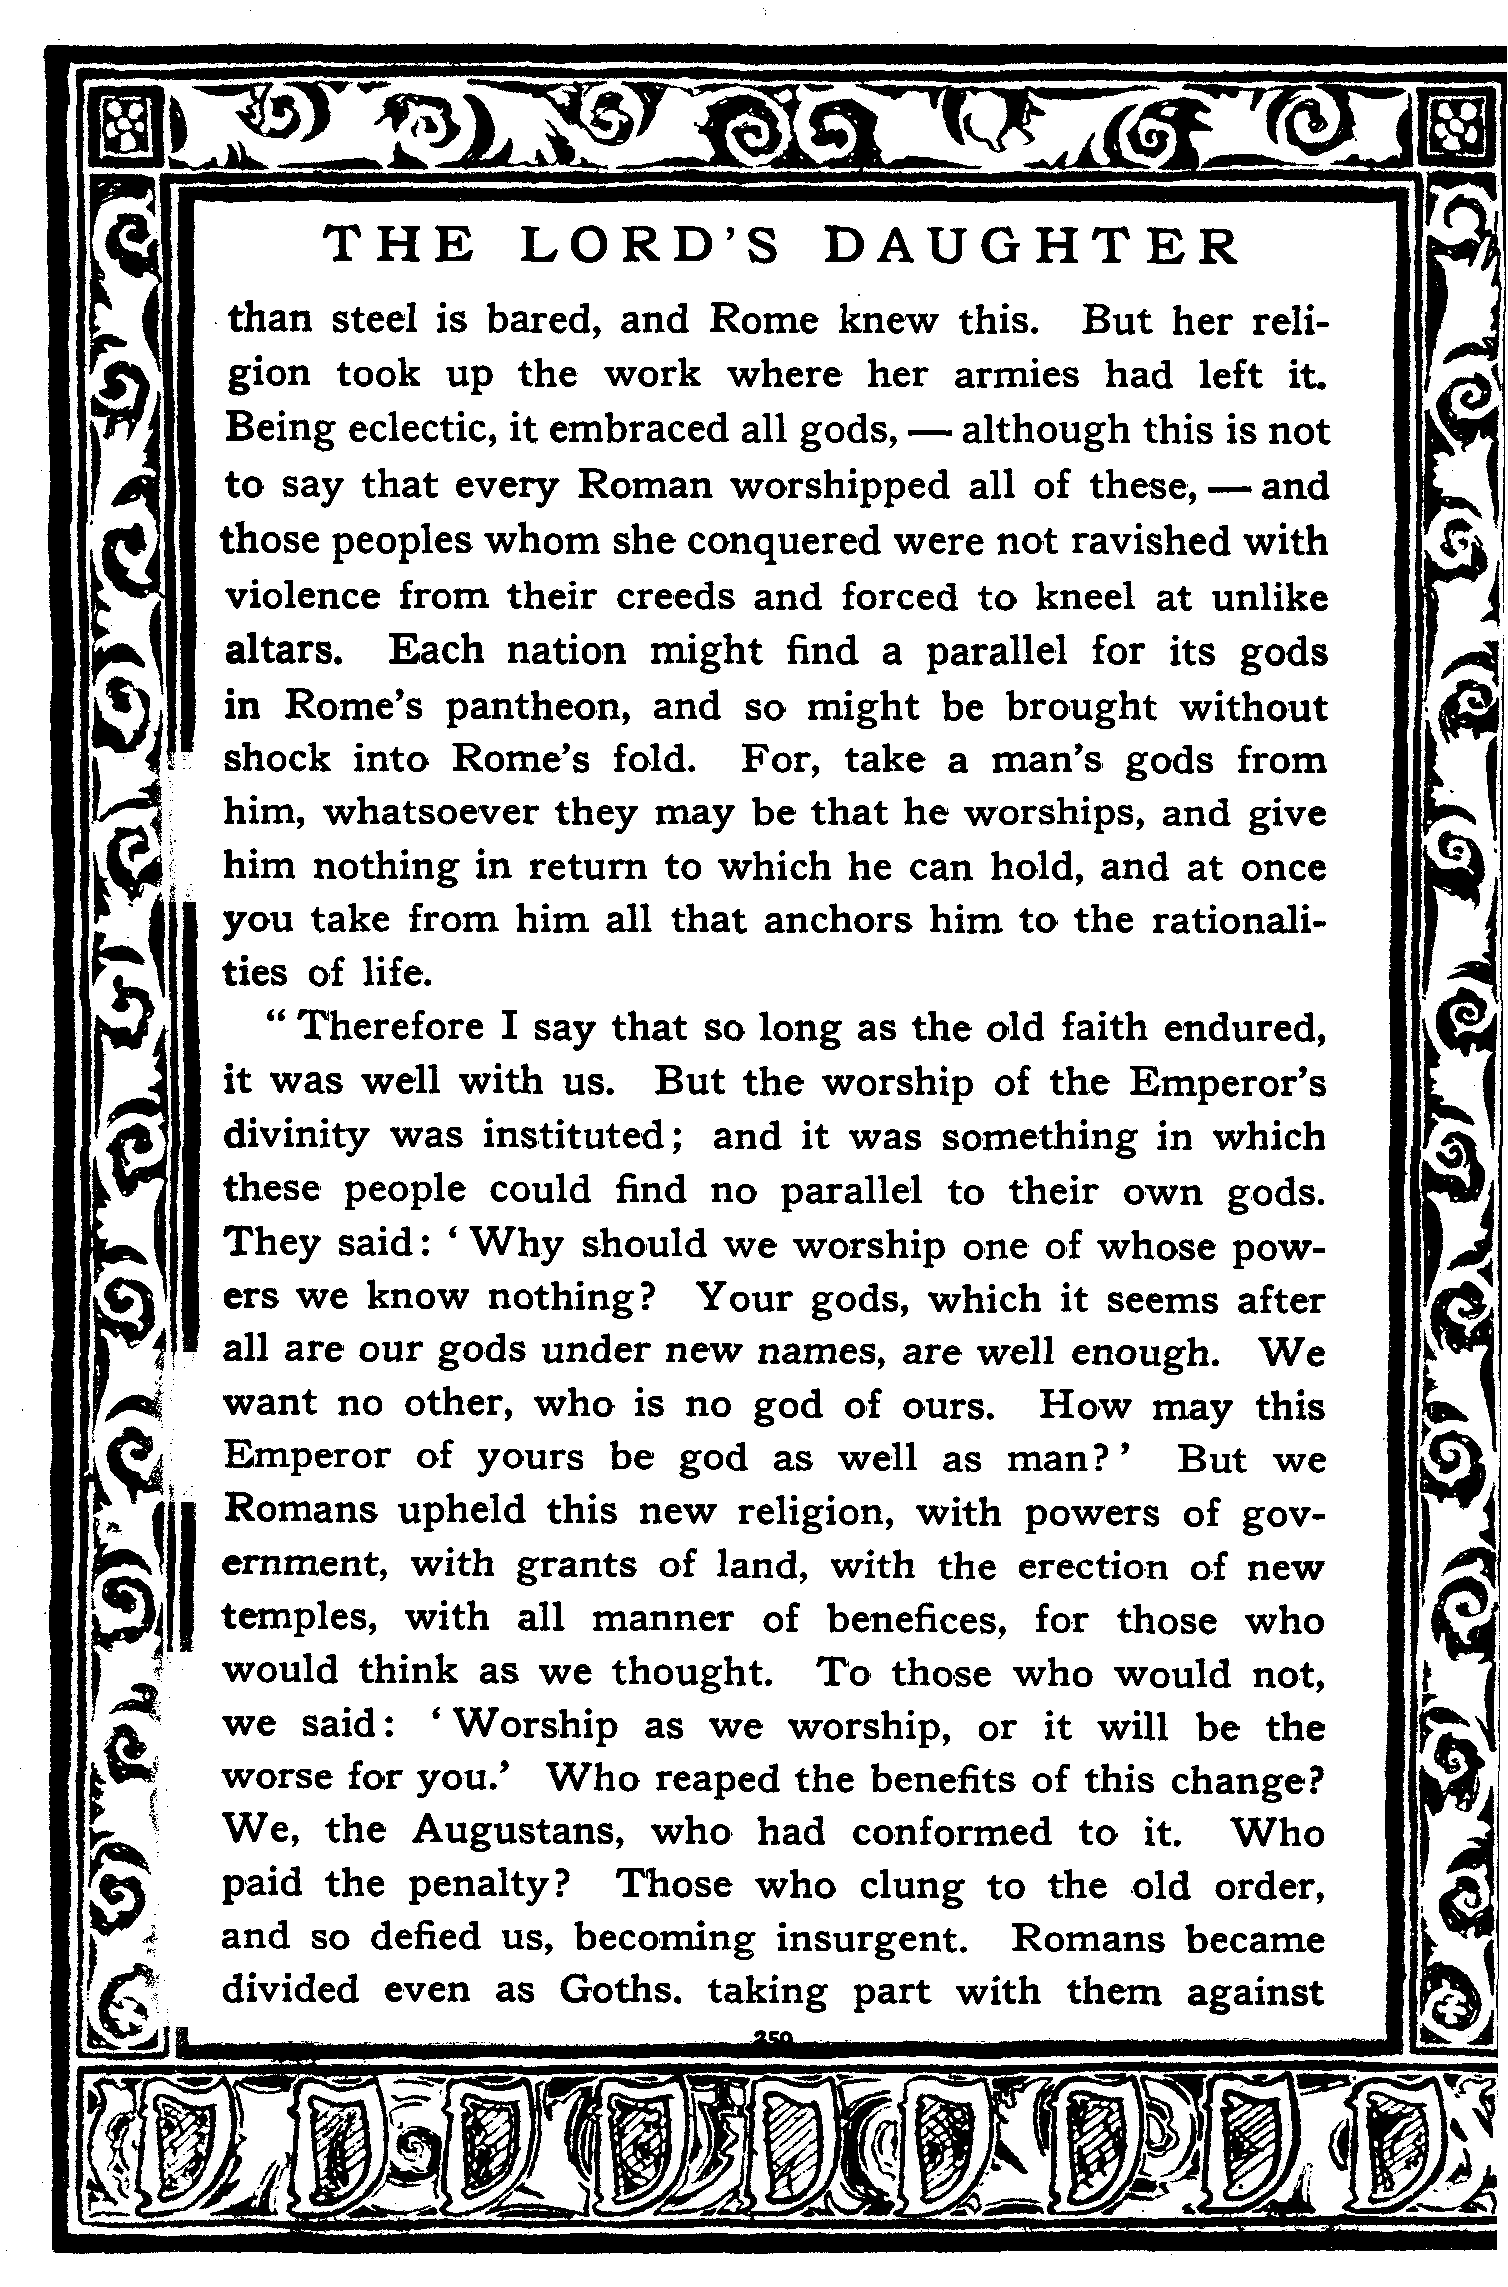 THE LORD'S DAUGHTER
than steel is bared, and Rome knew this. But her reli-
gion took up the work where her armies had left it.
Being eclectic, it embraced all gods, — although this is not
to say that every Roman worshipped all of these, — and
those peoples whom she conquered were not ravished with
violence from their creeds and forced to kneel at unlike
altars. Each nation might find a parallel for its gods
in Rome's pantheon, and so might be brought without
shock into Rome's fold. For, take a man's gods from
him, whatsoever they may be that he worships, and give
him nothing in return to which he can hold, and at once
you take from him all that anchors him to the rationali-
ties of life.
" Therefore I say that so long as the old faith endured,
it was well with us. But the worship of the Emperor's
divinity was instituted; and it was something in which
these people could find no parallel to their own gods.
They said: ' Why should we worship one of whose pow-
ers we know nothing? Your gods, which it seems after
all are our gods under new names, are well enough. We
want no other, who is no god of ours. How may this
Emperor of yours be god as well as man? ' But we
Romans upheld this new religion, with powers of gov-
ernment, with grants of land, with the erection of new
temples, with all manner of benefices, for those who
would think as we thought. To those who would not,
we said: ' Worship as we worship, or it will be the
worse for you.' Who reaped the benefits of this change?
We, the Augustans, who had conformed to it. Who
paid the penalty? Those who clung to the old order,
and so defied us, becoming insurgent. Romans became
divided even as Goths. taking part with them against
250